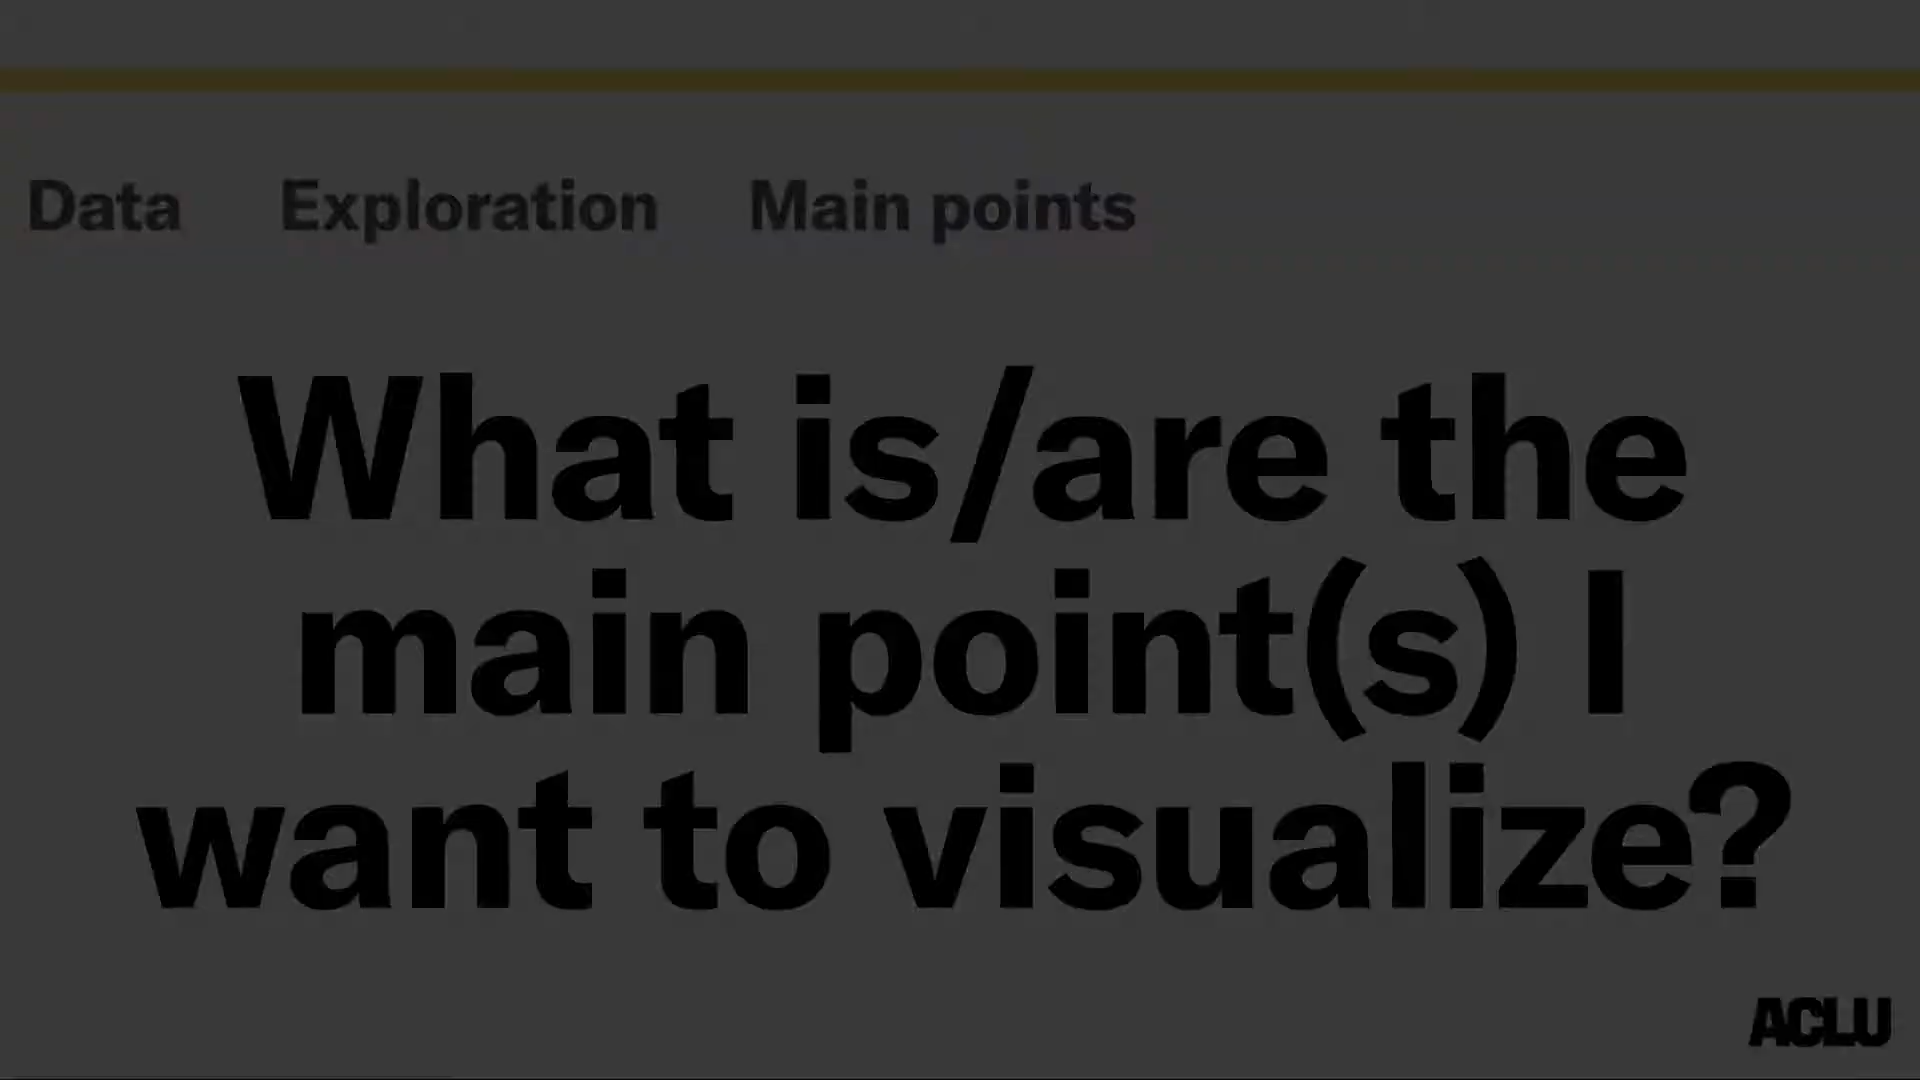 Data Exploration Main points
What is/are the
main point(s) I
want to visualize?
ACLU